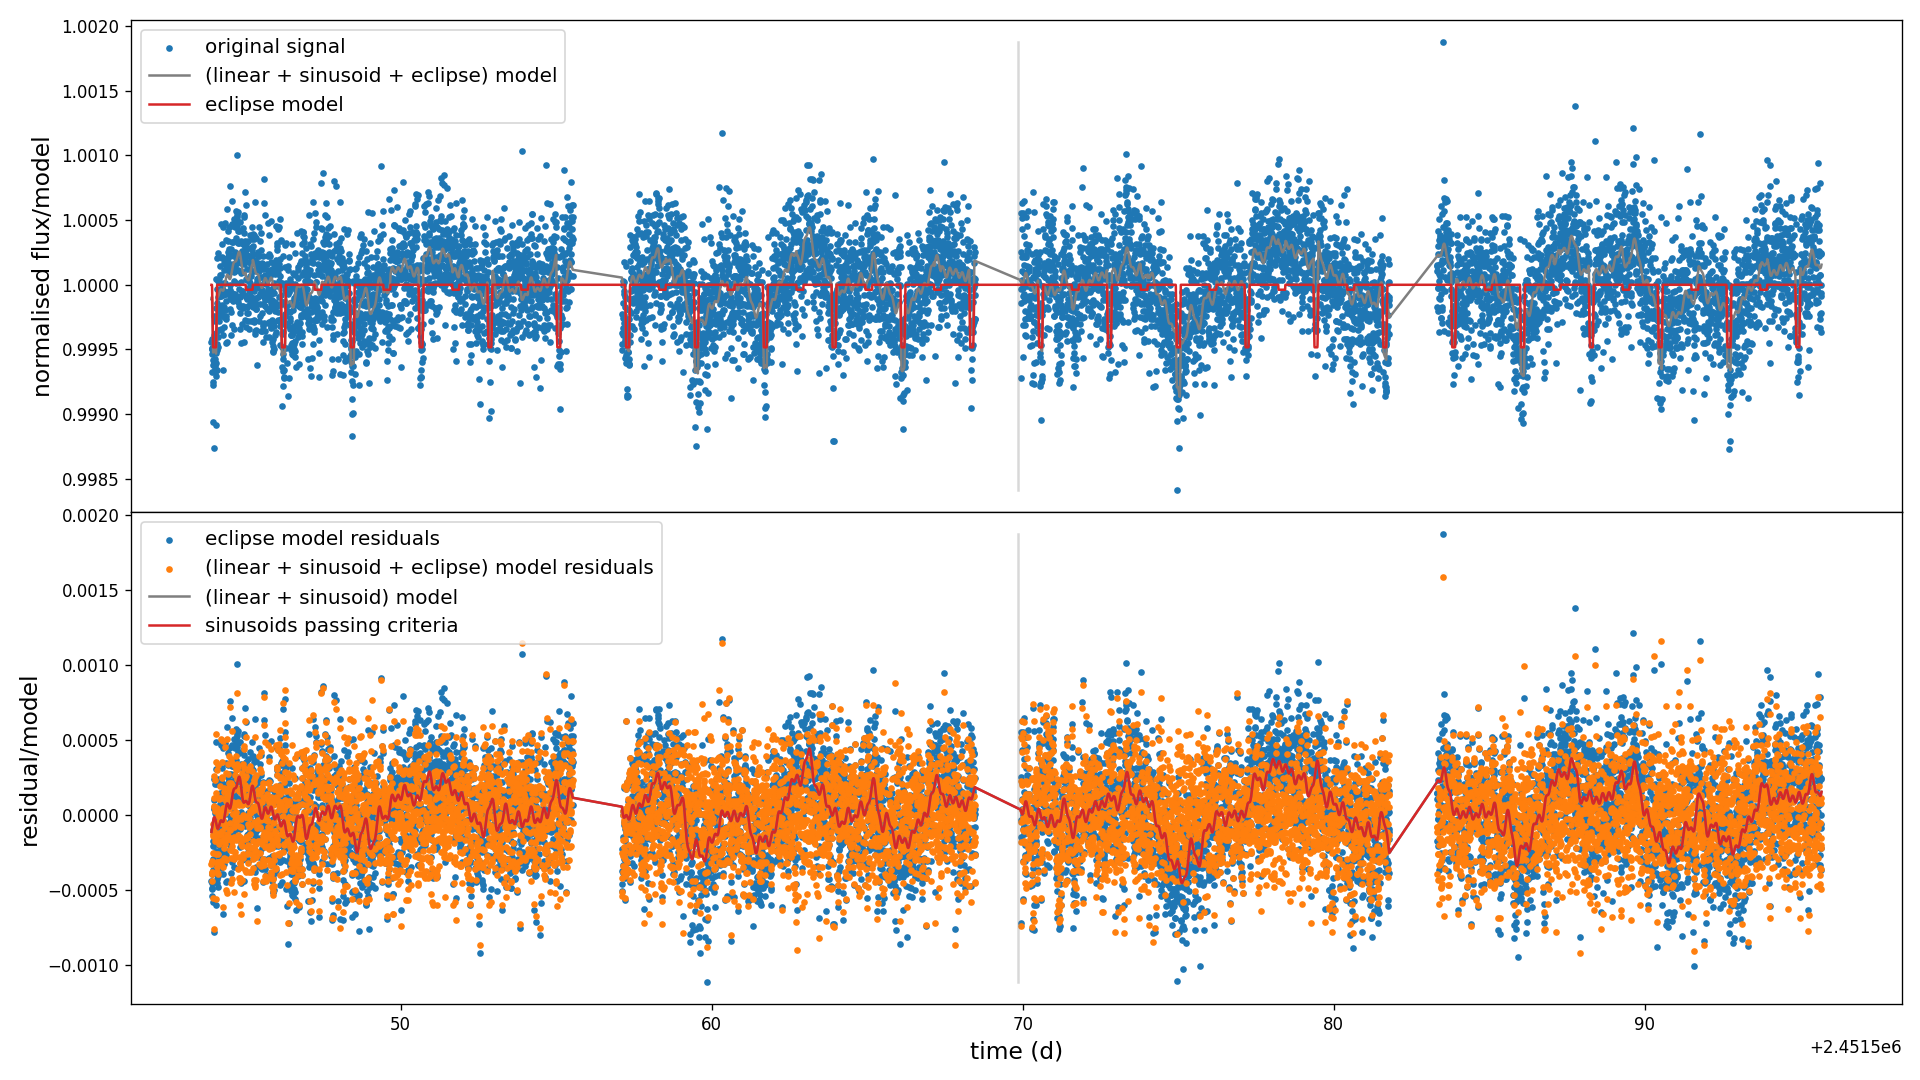 1.0020
1.0015
1.0010
1.0005
1.0000
0.9995
0.9990
0.9985
normalised flux/model
original signal
(linear + sinusoid + eclipse) model
eclipse model
0.0020
0.0015
0.0010
0.0005
0.0000
−0.0005
−0.0010
residual/model
eclipse model residuals
(linear + sinusoid + eclipse) model residuals
(linear + sinusoid) model
sinusoids passing criteria
50 60 70 80 90
time (d)
+2.4515e6